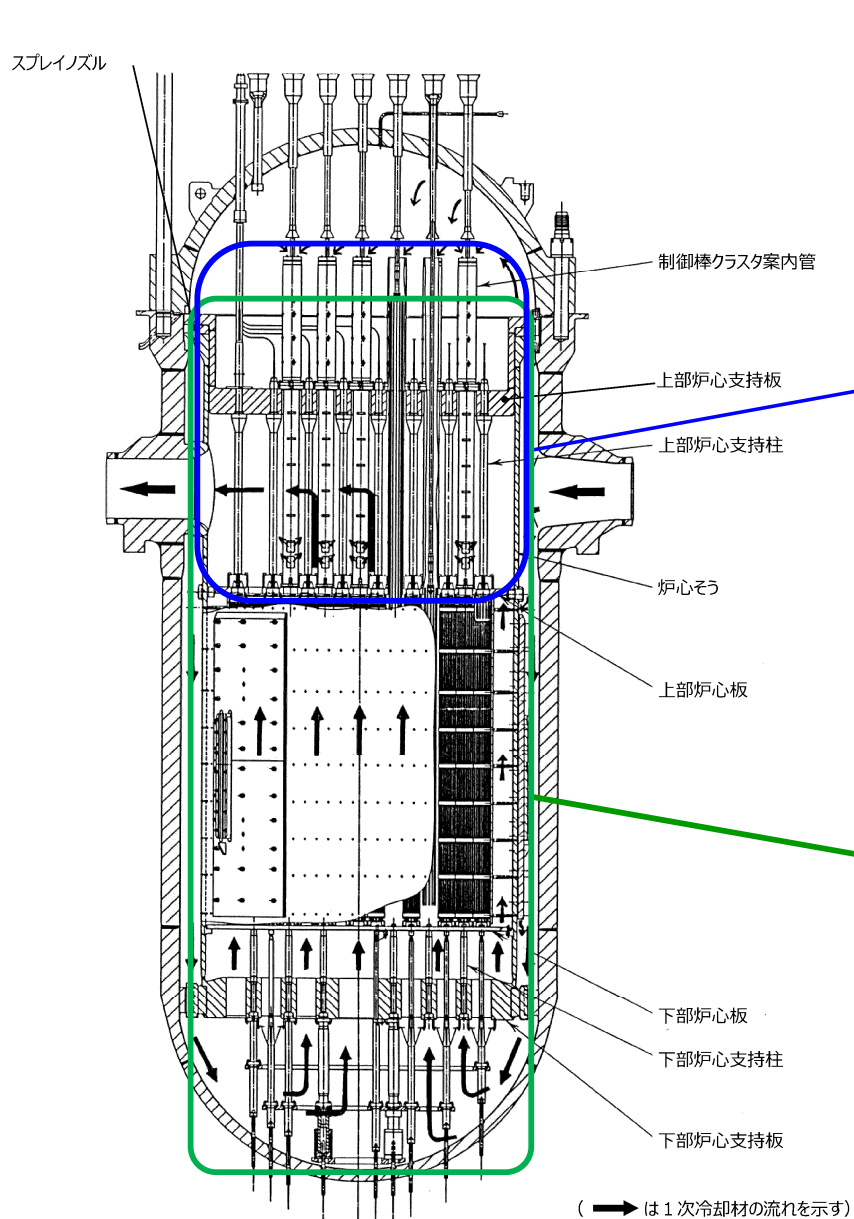 スプレイノズル
制御棒クラスタ案内管
上部炉心支持板
上部炉心支持柱
炉心そう
上部炉心板
下部炉心板
下部炉心支持柱
下部炉心支持板
( は１次冷却材の流れを示す)